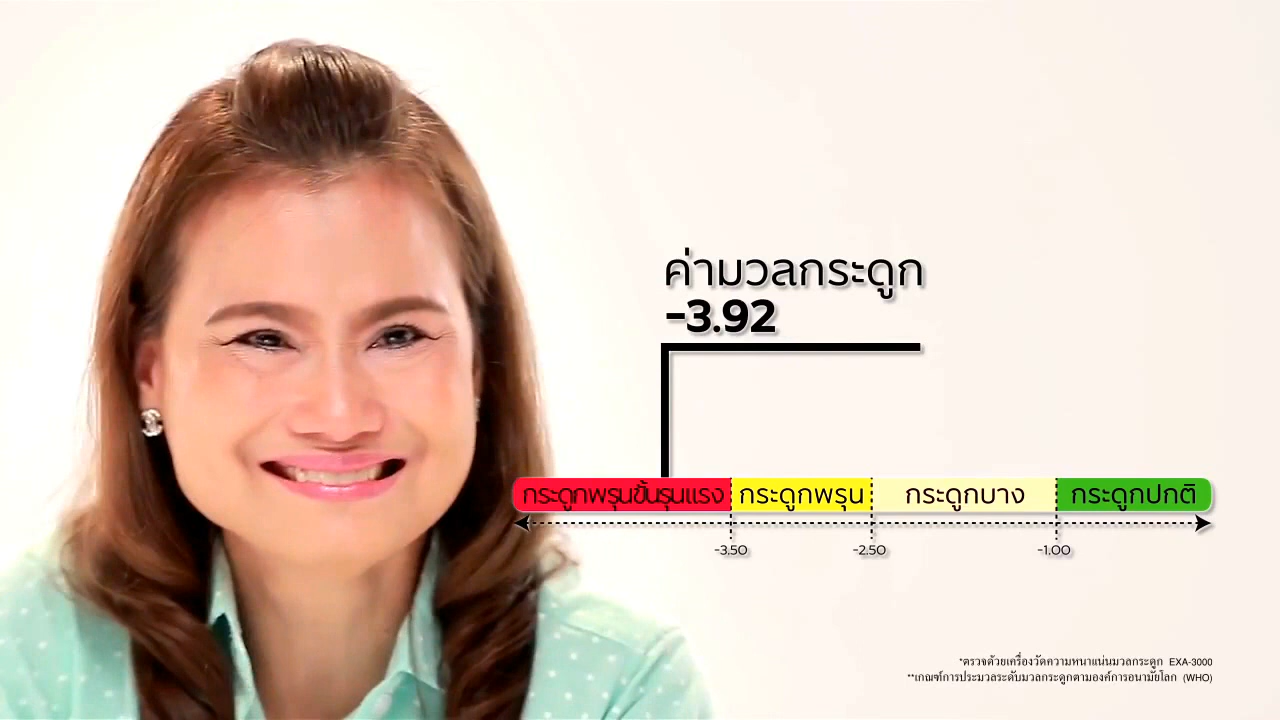 ค่ามวลกระดูก
-3.92
กระดูกพรุนขั้นรุนแรง กระดูกพรุน กระดูกบาง กระดูกปกติ
-3.50 -2.50 -1.00
*ตรวจด้วยเครื่องวัดความหนาแน่นมวลกระดูก EXA-3000
**เกณฑ์การประมวลระดับมวลกระดูกตามองค์การอนามัยโลก (WHO)